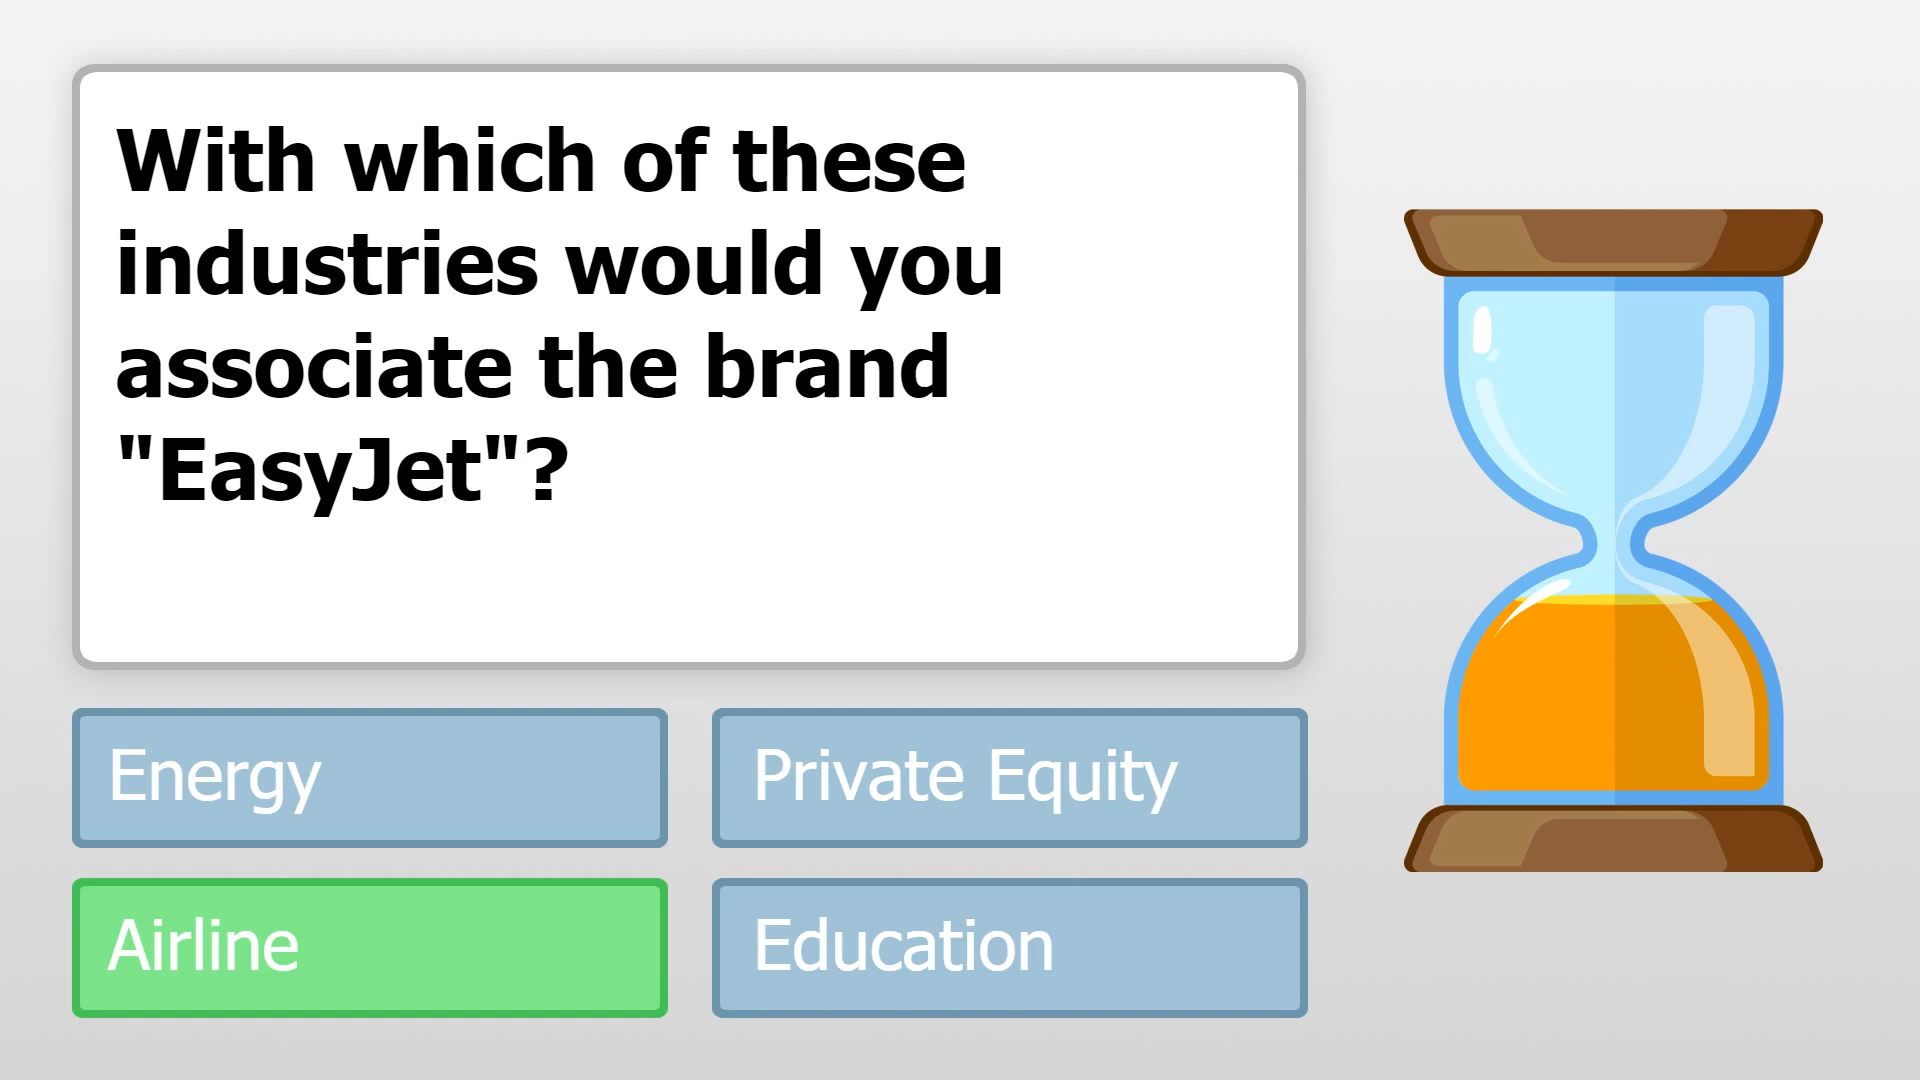 With which of these
industries would you
associate the brand
"EasyJet"?
Energy
Private Equity
Airline
Education